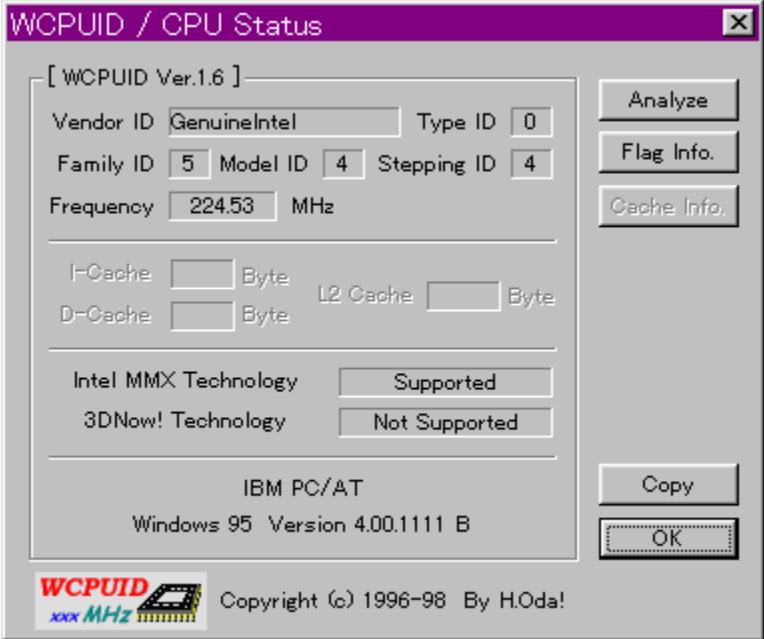 WCPUID / CPU Status
[ WCPUID Ver.1.6 ]
Vendor ID GenuineIntel Type ID 0
Family ID 5 Model ID 4 Stepping ID 4
Frequency 224.53 MHz
I-Cache Byte
L2 Cache Byte
D-Cache Byte
Intel MMX Technology Supported
3DNow! Technology Not Supported
IBM PC/AT
Windows 95 Version 4.00.1111 B
Analyze
Flag Info.
Cache Info.
Copy
OK
WCPUID
xxx MHz
Copyright (c) 1996-98 By H.Oda!